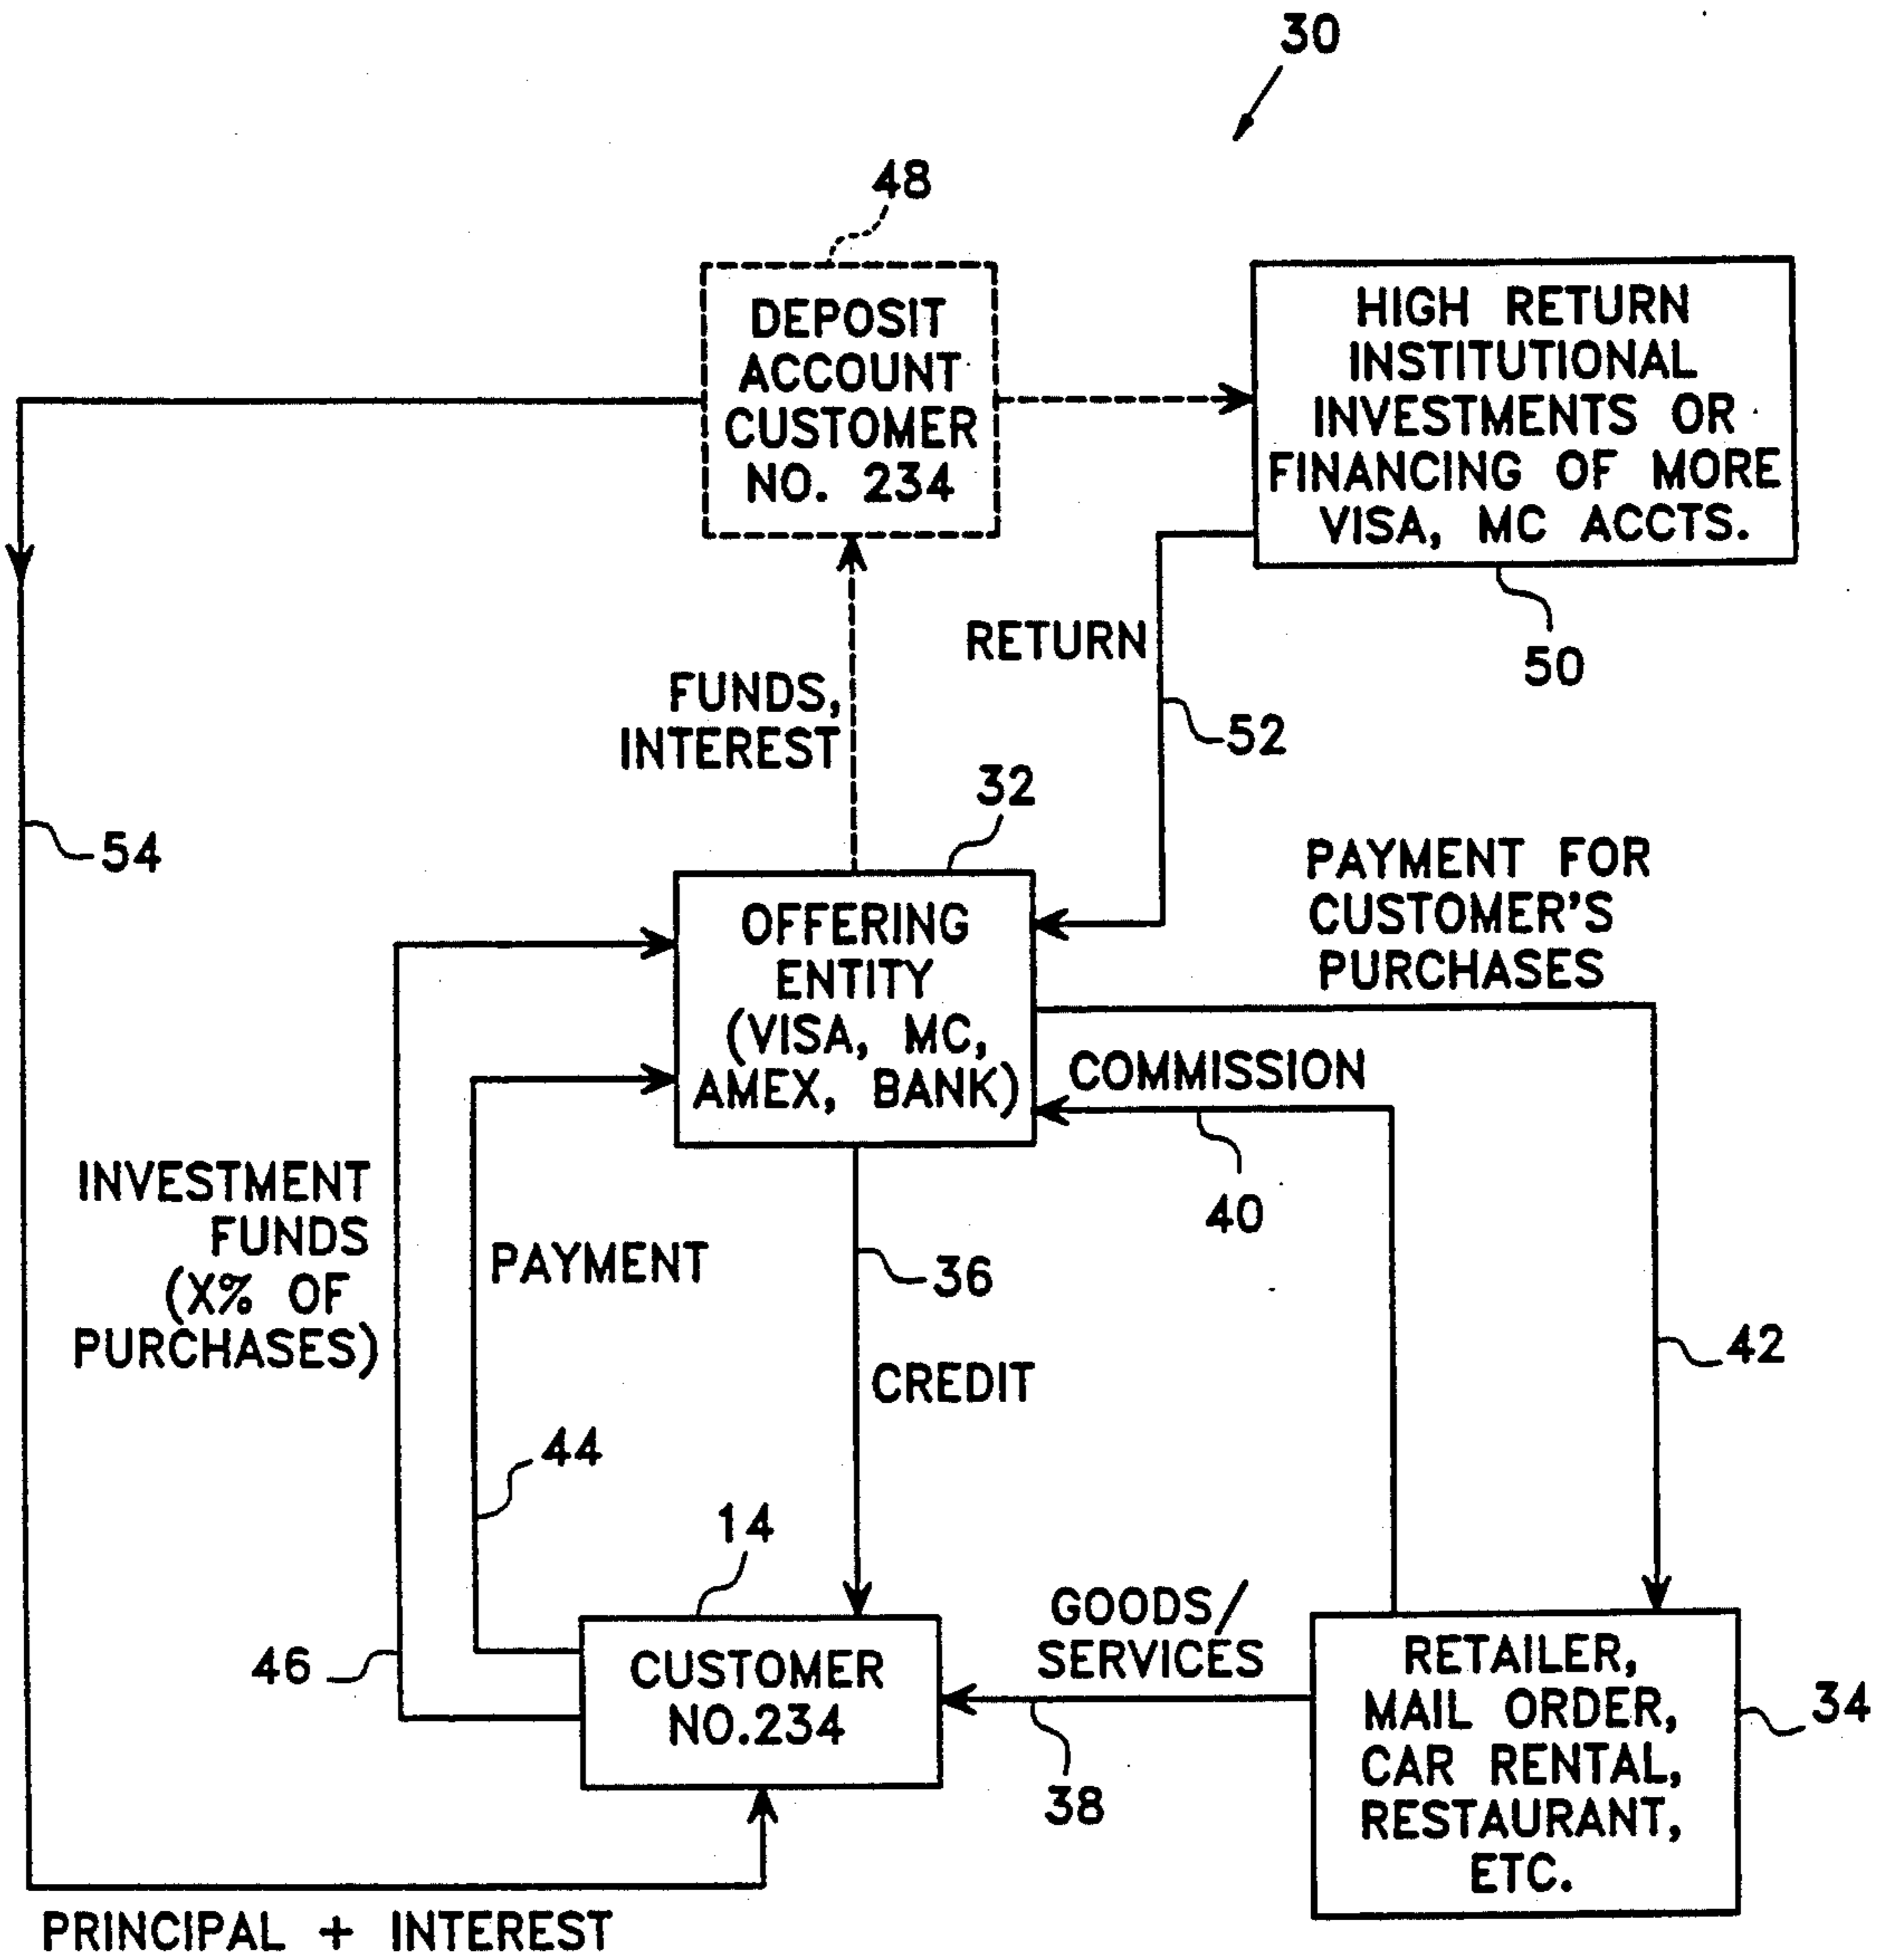 30
48
DEPOSIT
ACCOUNT
CUSTOMER
NO. 234
HIGH RETURN
INSTITUTIONAL
INVESTMENTS OR
FINANCING OF MORE
VISA, MC ACCTS.
50
RETURN
52
FUNDS,
INTEREST
32
54
OFFERING
ENTITY
(VISA, MC,
AMEX, BANK)
PAYMENT FOR
CUSTOMER'S
PURCHASES
COMMISSION
40
INVESTMENT
FUNDS
(X% OF
PURCHASES)
PAYMENT
36
CREDIT
42
44
14
46
CUSTOMER
NO.234
GOODS/
SERVICES
38
RETAILER,
MAIL ORDER,
CAR RENTAL,
RESTAURANT,
ETC.
34
PRINCIPAL + INTEREST